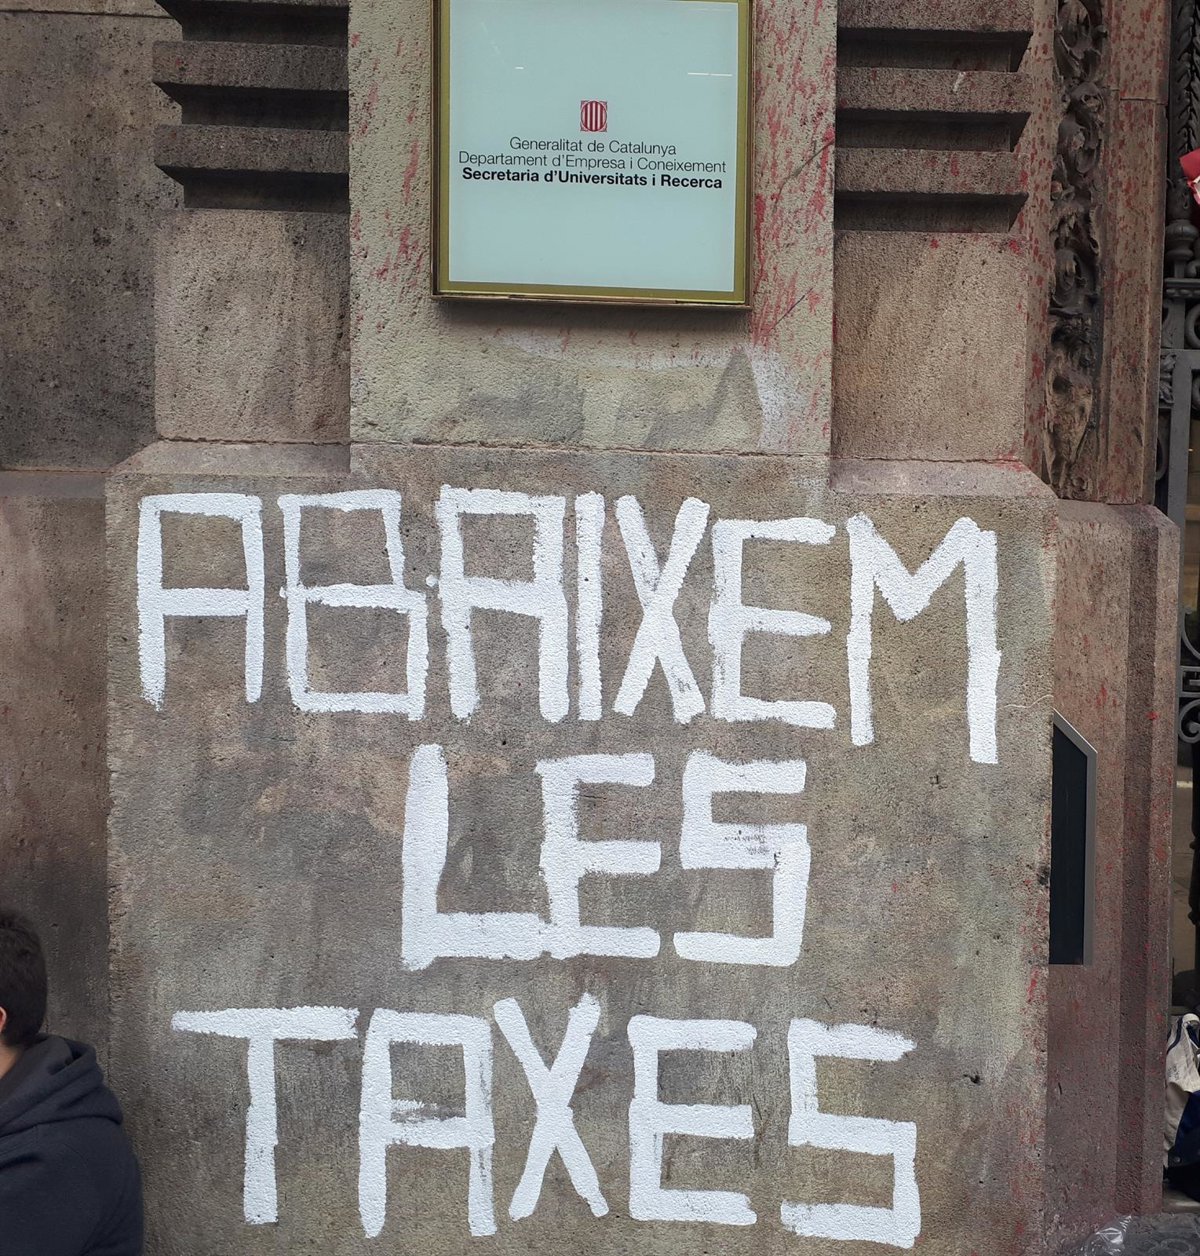 Generalitat de Catalunya
Departament d'Empresa i Coneixement
Secretaria d'Universitats i Recerca
ABAIXEM
LES
TAXES